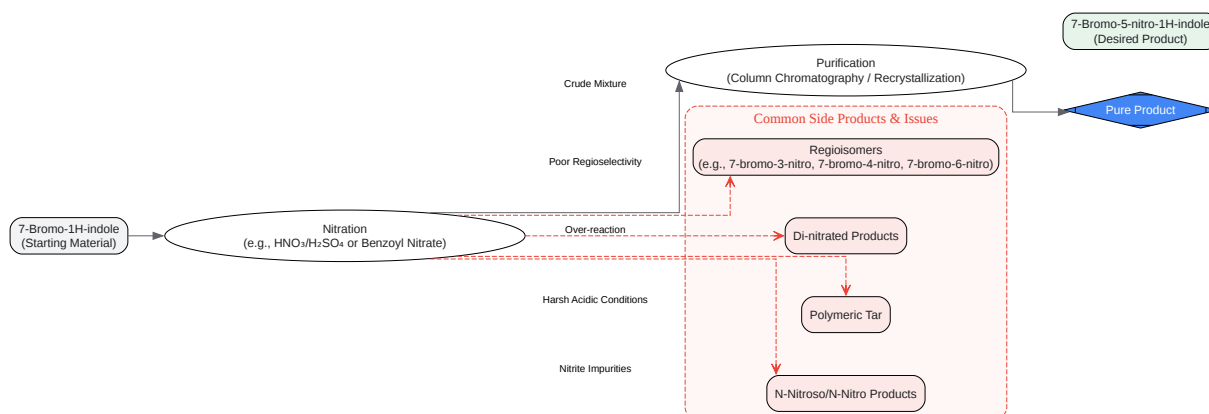 7-Bromo-5-nitro-1H-indole
(Desired Product)
Purification
(Column Chromatography / Recrystallization)
Crude Mixture
Pure Product
Common Side Products & Issues
Poor Regioselectivity
Regioisomers
(e.g., 7-bromo-3-nitro, 7-bromo-4-nitro, 7-bromo-6-nitro)
7-Bromo-1H-indole
(Starting Material)
Nitration
(e.g., HNO₃/H₂SO₄ or Benzoyl Nitrate)
Over-reaction
Di-nitrated Products
Harsh Acidic Conditions
Polymeric Tar
Nitrite Impurities
N-Nitroso/N-Nitro Products